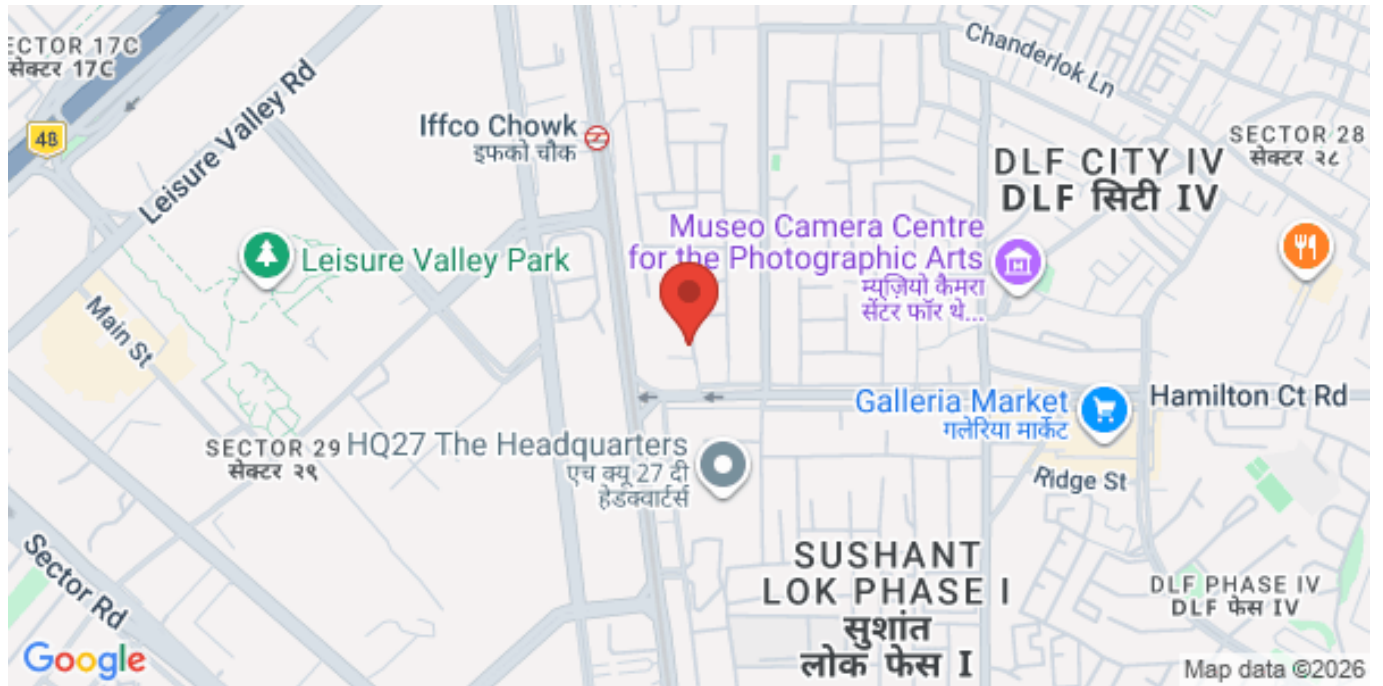 SECTOR 17C
सेक्टर 17C
48
Leisure Valley Rd
Iffco Chowk
इफको चौक
Chanderlok Ln
SECTOR 28
सेक्टर २८
DLF CITY IV
DLF सिटी IV
Museo Camera Centre
for the Photographic Arts
म्यूज़ियो कैमरा
सेंटर फॉर थे...
Leisure Valley Park
Main St
Galleria Market
गलेरिया मार्केट
Hamilton Ct Rd
SECTOR 29
सेक्टर २९
HQ27 The Headquarters
एच क्यू 27 दी
हेडक्वार्टर्स
Ridge St
Sector Rd
SUSHANT
LOK PHASE I
सुशांत
लोक फेस I
DLF PHASE IV
DLF फेस IV
Google
Map data ©2026